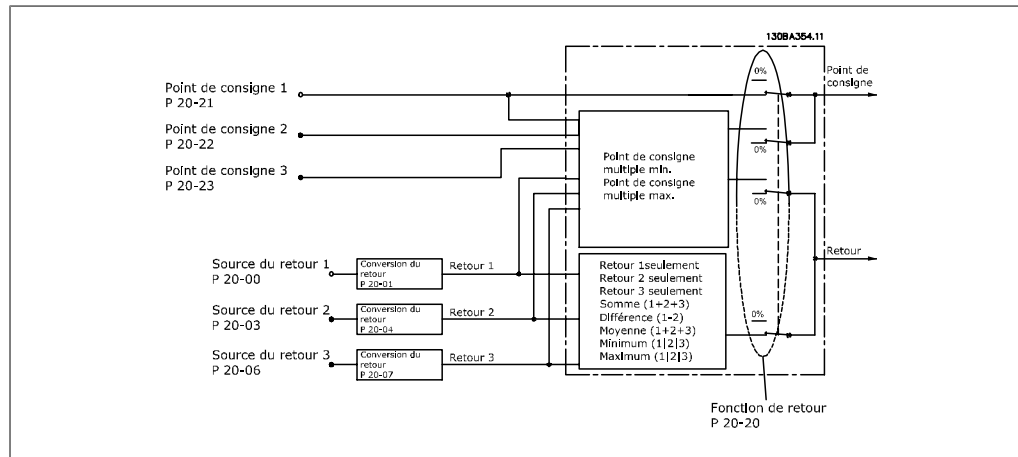 130BA354.11
Point de consigne 1
P 20-21
Point de consigne 2
P 20-22
Point de consigne 3
P 20-23
0%
Point de
consigne
0%
0%
Point de consigne
multiple min.
Point de consigne
multiple max.
Retour
Source du retour 1
P 20-00
Conversion du
retour
P 20-01
Retour 1
Source du retour 2
P 20-03
Conversion du
retour
P 20-04
Retour 2
Source du retour 3
P 20-06
Conversion du
retour
P 20-07
Retour 3
Retour 1seulement
Retour 2 seulement
Retour 3 seulement
Somme (1+2+3)
Différence (1-2)
Moyenne (1+2+3)
Minimum (1|2|3)
Maximum (1|2|3)
0%
Fonction de retour
P 20-20